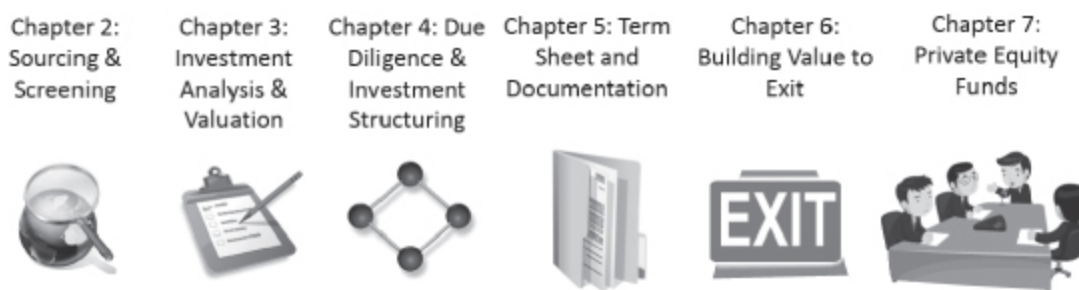 Chapter 2:
Sourcing &
Screening
Chapter 3:
Investment
Analysis &
Valuation
Chapter 4: Due
Diligence &
Investment
Structuring
Chapter 5: Term
Sheet and
Documentation
Chapter 6:
Building Value to
Exit
Chapter 7:
Private Equity
Funds
EXIT